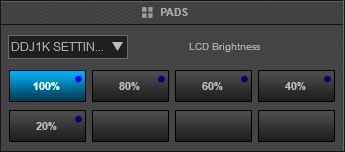 PADS
DDJ1K SETTIN...
LCD Brightness
100%
80%
60%
40%
20%